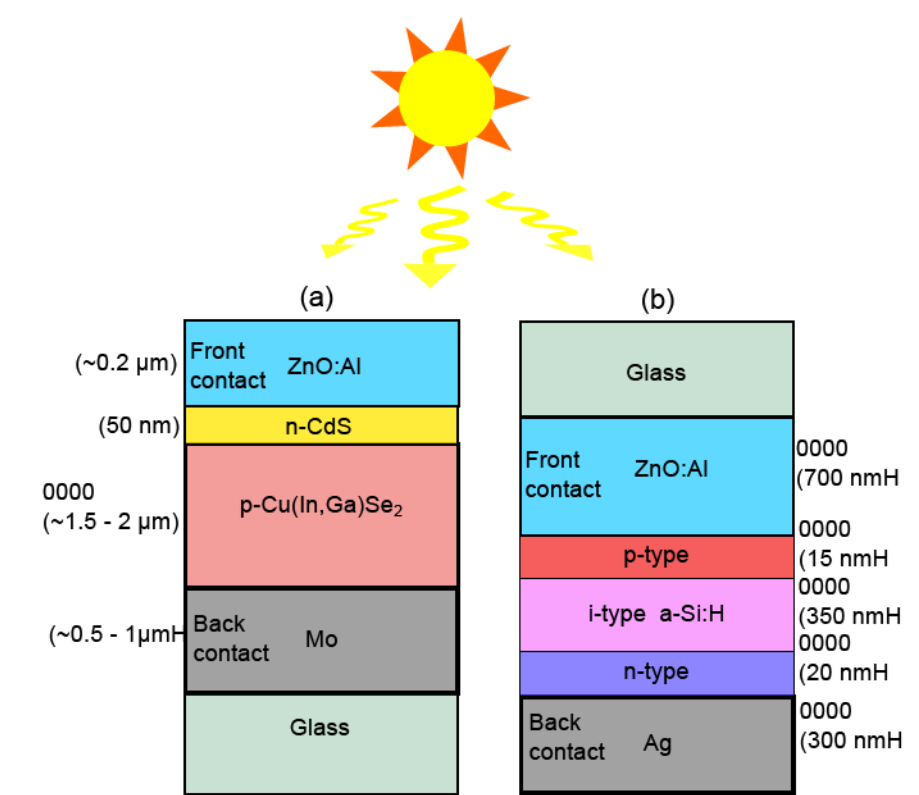 (a)
(~0.2 μm)
Front
contact
ZnO:Al
(50 nm)
n-CdS
0000
(~1.5 - 2 μm)
p-Cu(In,Ga)Se₂
(~0.5 - 1μmH
Back
contact
Mo
Glass
(b)
Glass
Front
contact
ZnO:Al
0000
(700 nmH
p-type
0000
(15 nmH
i-type a-Si:H
0000
(350 nmH
n-type
0000
(20 nmH
Back
contact
Ag
0000
(300 nmH